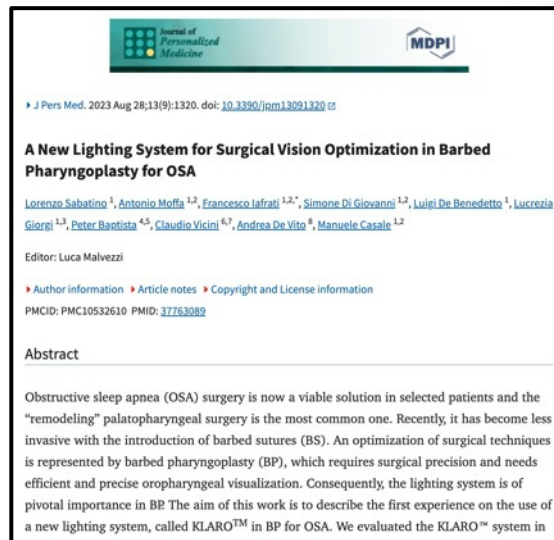 Journal of
Personalized
Medicine
MDPI
J Pers Med. 2023 Aug 28;13(9):1320. doi: 10.3390/jpm13091320
A New Lighting System for Surgical Vision Optimization in Barbed
Pharyngoplasty for OSA
Lorenzo Sabatino 1, Antonio Moffa 1,2, Francesco Iafrati 1,2,*, Simone Di Giovanni 1,2, Luigi De Benedetto 1, Lucrezia
Giorgi 1,3, Peter Baptista 4,5, Claudio Vicini 6,7, Andrea De Vito 8, Manuele Casale 1,2
Editor: Luca Malvezzi
Author information Article notes Copyright and License information
PMCID: PMC10532610 PMID: 37763089
Abstract
Obstructive sleep apnea (OSA) surgery is now a viable solution in selected patients and the
“remodeling” palatopharyngeal surgery is the most common one. Recently, it has become less
invasive with the introduction of barbed sutures (BS). An optimization of surgical techniques
is represented by barbed pharyngoplasty (BP), which requires surgical precision and needs
efficient and precise oropharyngeal visualization. Consequently, the lighting system is of
pivotal importance in BP. The aim of this work is to describe the first experience on the use of
a new lighting system, called KLARO™ in BP for OSA. We evaluated the KLARO™ system in